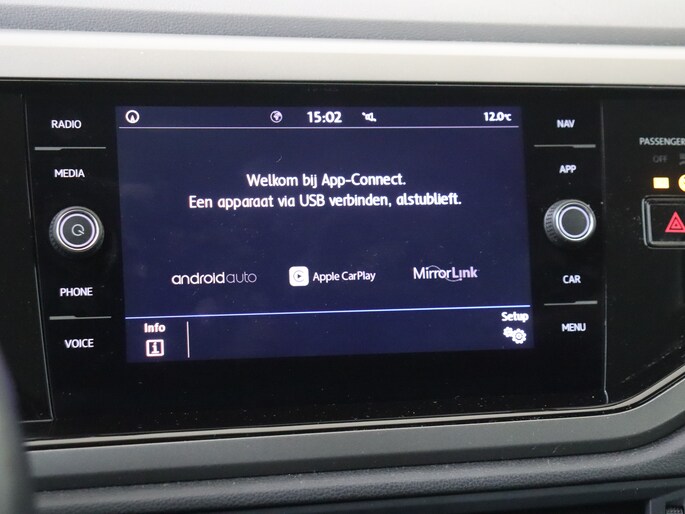 RADIO
MEDIA
PHONE
VOICE
15:02
12.0°C
Welkom bij App-Connect.
Een apparaat via USB verbinden, alstublieft.
androidauto
Apple CarPlay
MirrorLink
Info
Setup
NAV
APP
CAR
MENU
PASSENGER
OFF